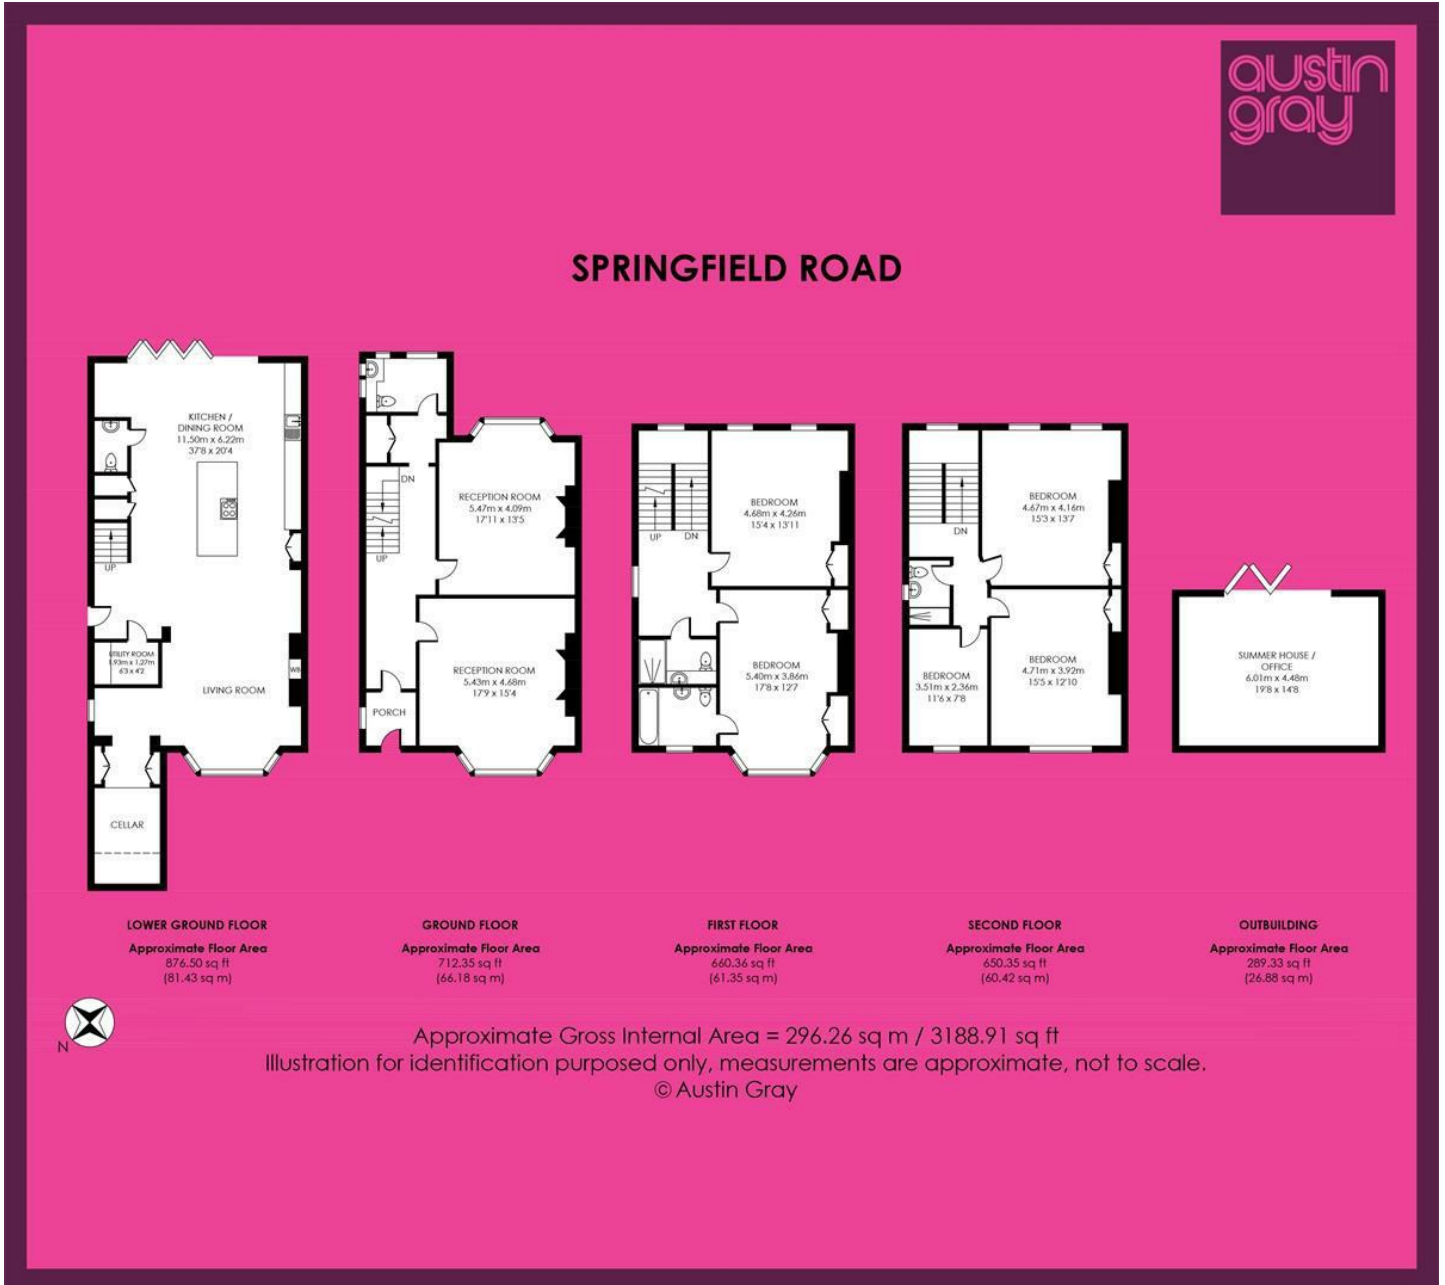 austin
gray
SPRINGFIELD ROAD
KITCHEN /
DINING ROOM
11.50m x 6.22m
37'8 x 20'4
UP
UTILITY ROOM
1.93m x 1.27m
6'3 x 4'2
WB
LIVING ROOM
CELLAR
DN
UP
RECEPTION ROOM
5.47m x 4.09m
17'11 x 13'5
RECEPTION ROOM
5.43m x 4.68m
17'9 x 15'4
PORCH
UP
DN
BEDROOM
4.68m x 4.26m
15'4 x 13'11
BEDROOM
5.40m x 3.86m
17'8 x 12'7
DN
BEDROOM
4.67m x 4.16m
15'3 x 13'7
BEDROOM
4.71m x 3.92m
15'5 x 12'10
BEDROOM
3.51m x 2.36m
11'6 x 7'8
SUMMER HOUSE /
OFFICE
6.01m x 4.48m
19'8 x 14'8
LOWER GROUND FLOOR
Approximate Floor Area
876.50 sq ft
(81.43 sq m)
GROUND FLOOR
Approximate Floor Area
712.35 sq ft
(66.18 sq m)
FIRST FLOOR
Approximate Floor Area
660.36 sq ft
(61.35 sq m)
SECOND FLOOR
Approximate Floor Area
650.35 sq ft
(60.42 sq m)
OUTBUILDING
Approximate Floor Area
289.33 sq ft
(26.88 sq m)
N
Approximate Gross Internal Area = 296.26 sq m / 3188.91 sq ft
Illustration for identification purposed only, measurements are approximate, not to scale.
© Austin Gray